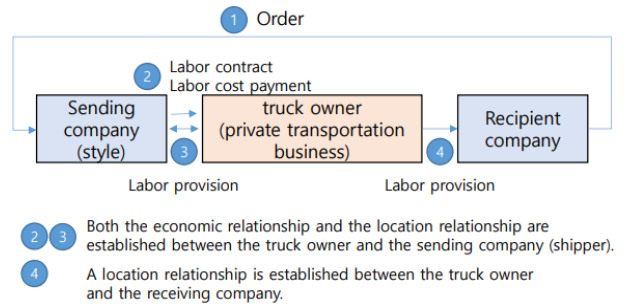 1 Order
2 Labor contract
Labor cost payment
Sending
company
(style)
truck owner
(private transportation
business)
Recipient
company
3
4
Labor provision
Labor provision
2 3 Both the economic relationship and the location relationship are
established between the truck owner and the sending company (shipper).
4 A location relationship is established between the truck owner
and the receiving company.